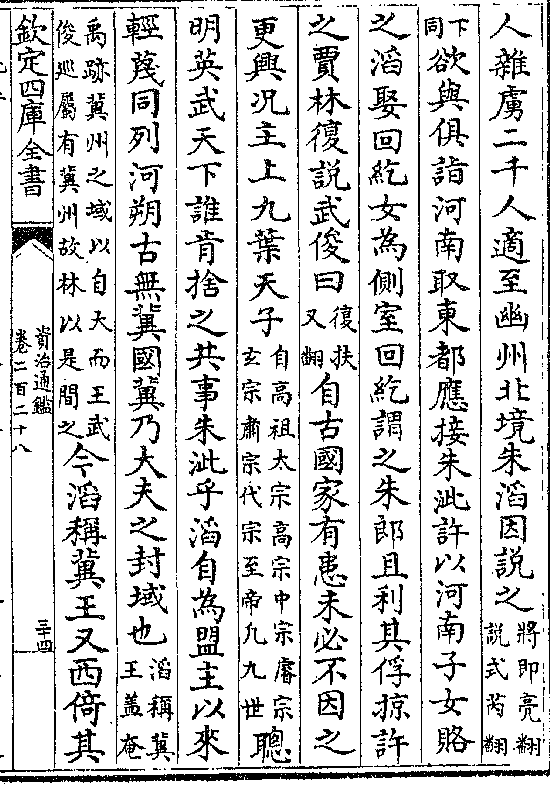 人雜虜二千人適至幽州北境朱滔因說之將即亮翻說式芮翻
下同欲與俱詣河南取東都應接朱泚許以河南子女賂
之滔娶回紇女為側室回紇謂之朱郎且利其俘掠許
之賈林復說武俊曰復扶又翻自古國家有患未必不因之
更興況主上九葉天子自高祖太宗高宗中宗睿宗玄宗肅宗代宗至帝凡九世聰
明英武天下誰肯捨之共事朱泚乎滔自為盟主以來
輕蔑同列河朔古無冀國冀乃大夫之封域也滔稱冀王蓋奄
禹跡冀州之域以自大而王武俊巡屬有冀州故林以是間之今滔稱冀王又西倚其
欽定四庫全書
資治通鑑
卷二百二十八
三十四